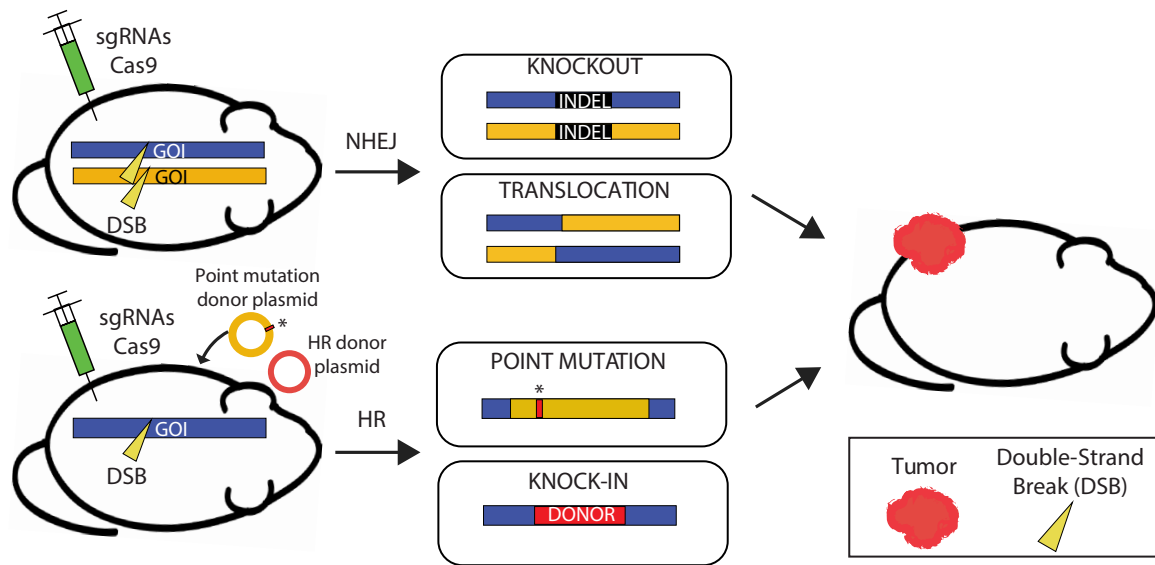 sgRNAs
Cas9
GOI
GOI
DSB
NHEJ
KNOCKOUT
INDEL
INDEL
TRANSLOCATION
Point mutation
donor plasmid
*
HR donor
plasmid
sgRNAs
Cas9
GOI
DSB
HR
POINT MUTATION
*
KNOCK-IN
DONOR
Tumor
Double-Strand
Break (DSB)